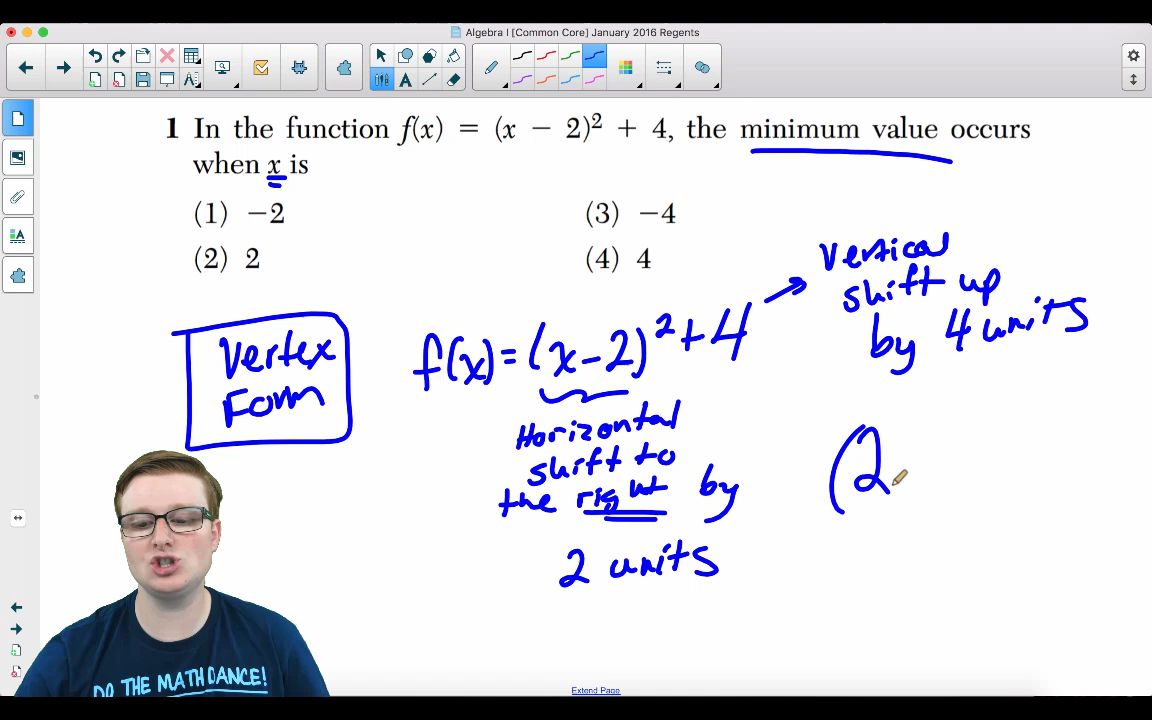 Algebra I [Common Core] January 2016 Regents
1 In the function f(x) = (x − 2)² + 4, the minimum value occurs
when x is
(1) −2
(3) −4
(2) 2
(4) 4
Vertical
shift up
by 4 units
Vertex
Form
f(x)=(x-2)²+4
Horizontal
shift to
the right by
2 units
(2
DO THE MATH DANCE!
Extend Page